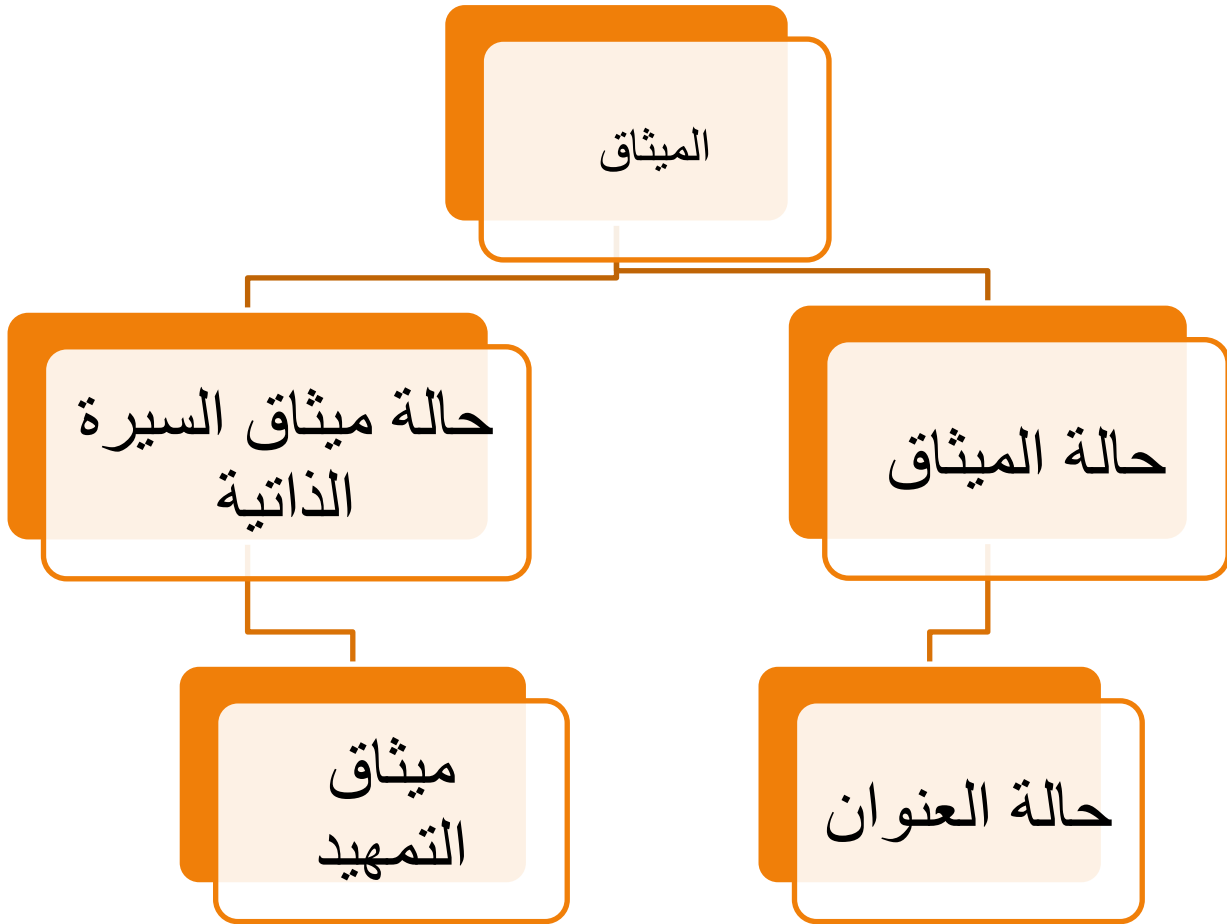 الميثاق
حالة الميثاق
حالة ميثاق السيرة
الذاتية
حالة العنوان
ميثاق
التمهيد